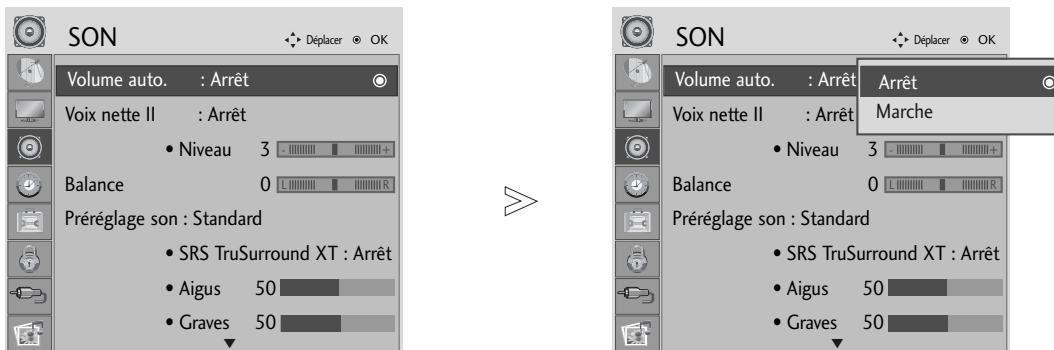 SON Déplacer OK
Volume auto. : Arrêt
Voix nette II : Arrêt
• Niveau 3 - +
Balance 0 L R
Préréglage son : Standard
• SRS TruSurround XT : Arrêt
• Aigus 50
• Graves 50
SON Déplacer OK
Volume auto. : Arrêt
Arrêt
Marche
Voix nette II : Arrêt
• Niveau 3 - +
Balance 0 L R
Préréglage son : Standard
• SRS TruSurround XT : Arrêt
• Aigus 50
• Graves 50